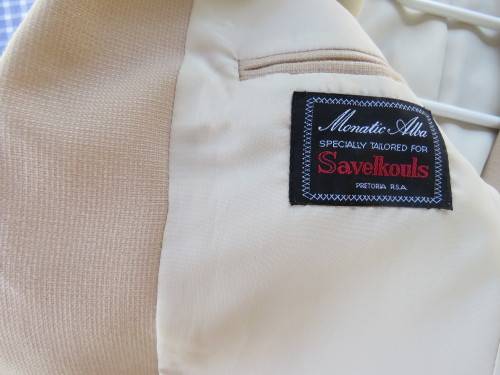 Monatic Alba
SPECIALLY TAILORED FOR
Savelkouls
PRETORIA R.S.A.